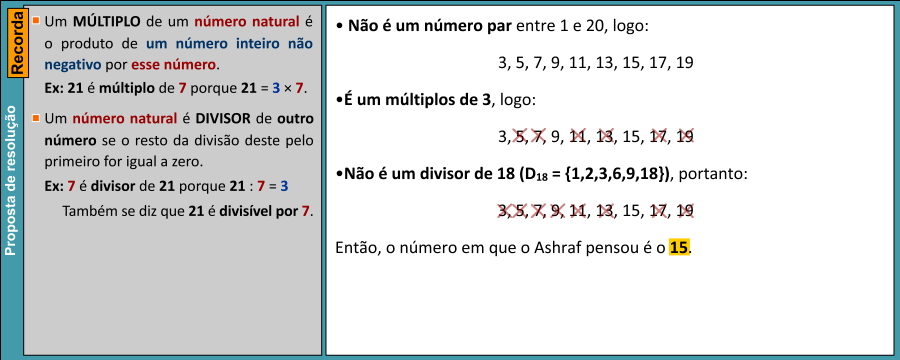 Recorda
Proposta de resolução
Um MÚLTIPLO de um número natural é
o produto de um número inteiro não
negativo por esse número.
Ex: 21 é múltiplo de 7 porque 21 = 3 × 7.
Um número natural é DIVISOR de outro
número se o resto da divisão deste pelo
primeiro for igual a zero.
Ex: 7 é divisor de 21 porque 21 : 7 = 3
Também se diz que 21 é divisível por 7.
• Não é um número par entre 1 e 20, logo:
3, 5, 7, 9, 11, 13, 15, 17, 19
•É um múltiplos de 3, logo:
3, 5, 7, 9, 11, 13, 15, 17, 19
•Não é um divisor de 18 (D₁₈ = {1,2,3,6,9,18}), portanto:
3, 5, 7, 9, 11, 13, 15, 17, 19
Então, o número em que o Ashraf pensou é o 15.